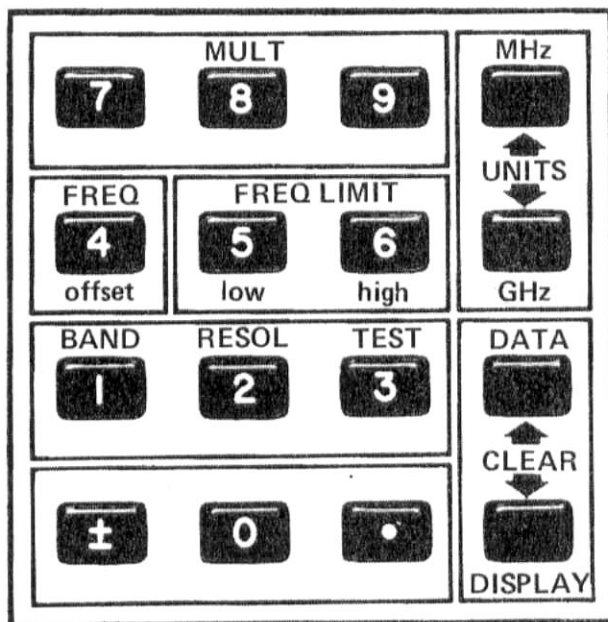 MULT MHz
7 8 9
UNITS
FREQ FREQ LIMIT
4 5 6
offset low high GHz
BAND RESOL TEST DATA
1 2 3
CLEAR
± 0 •
DISPLAY